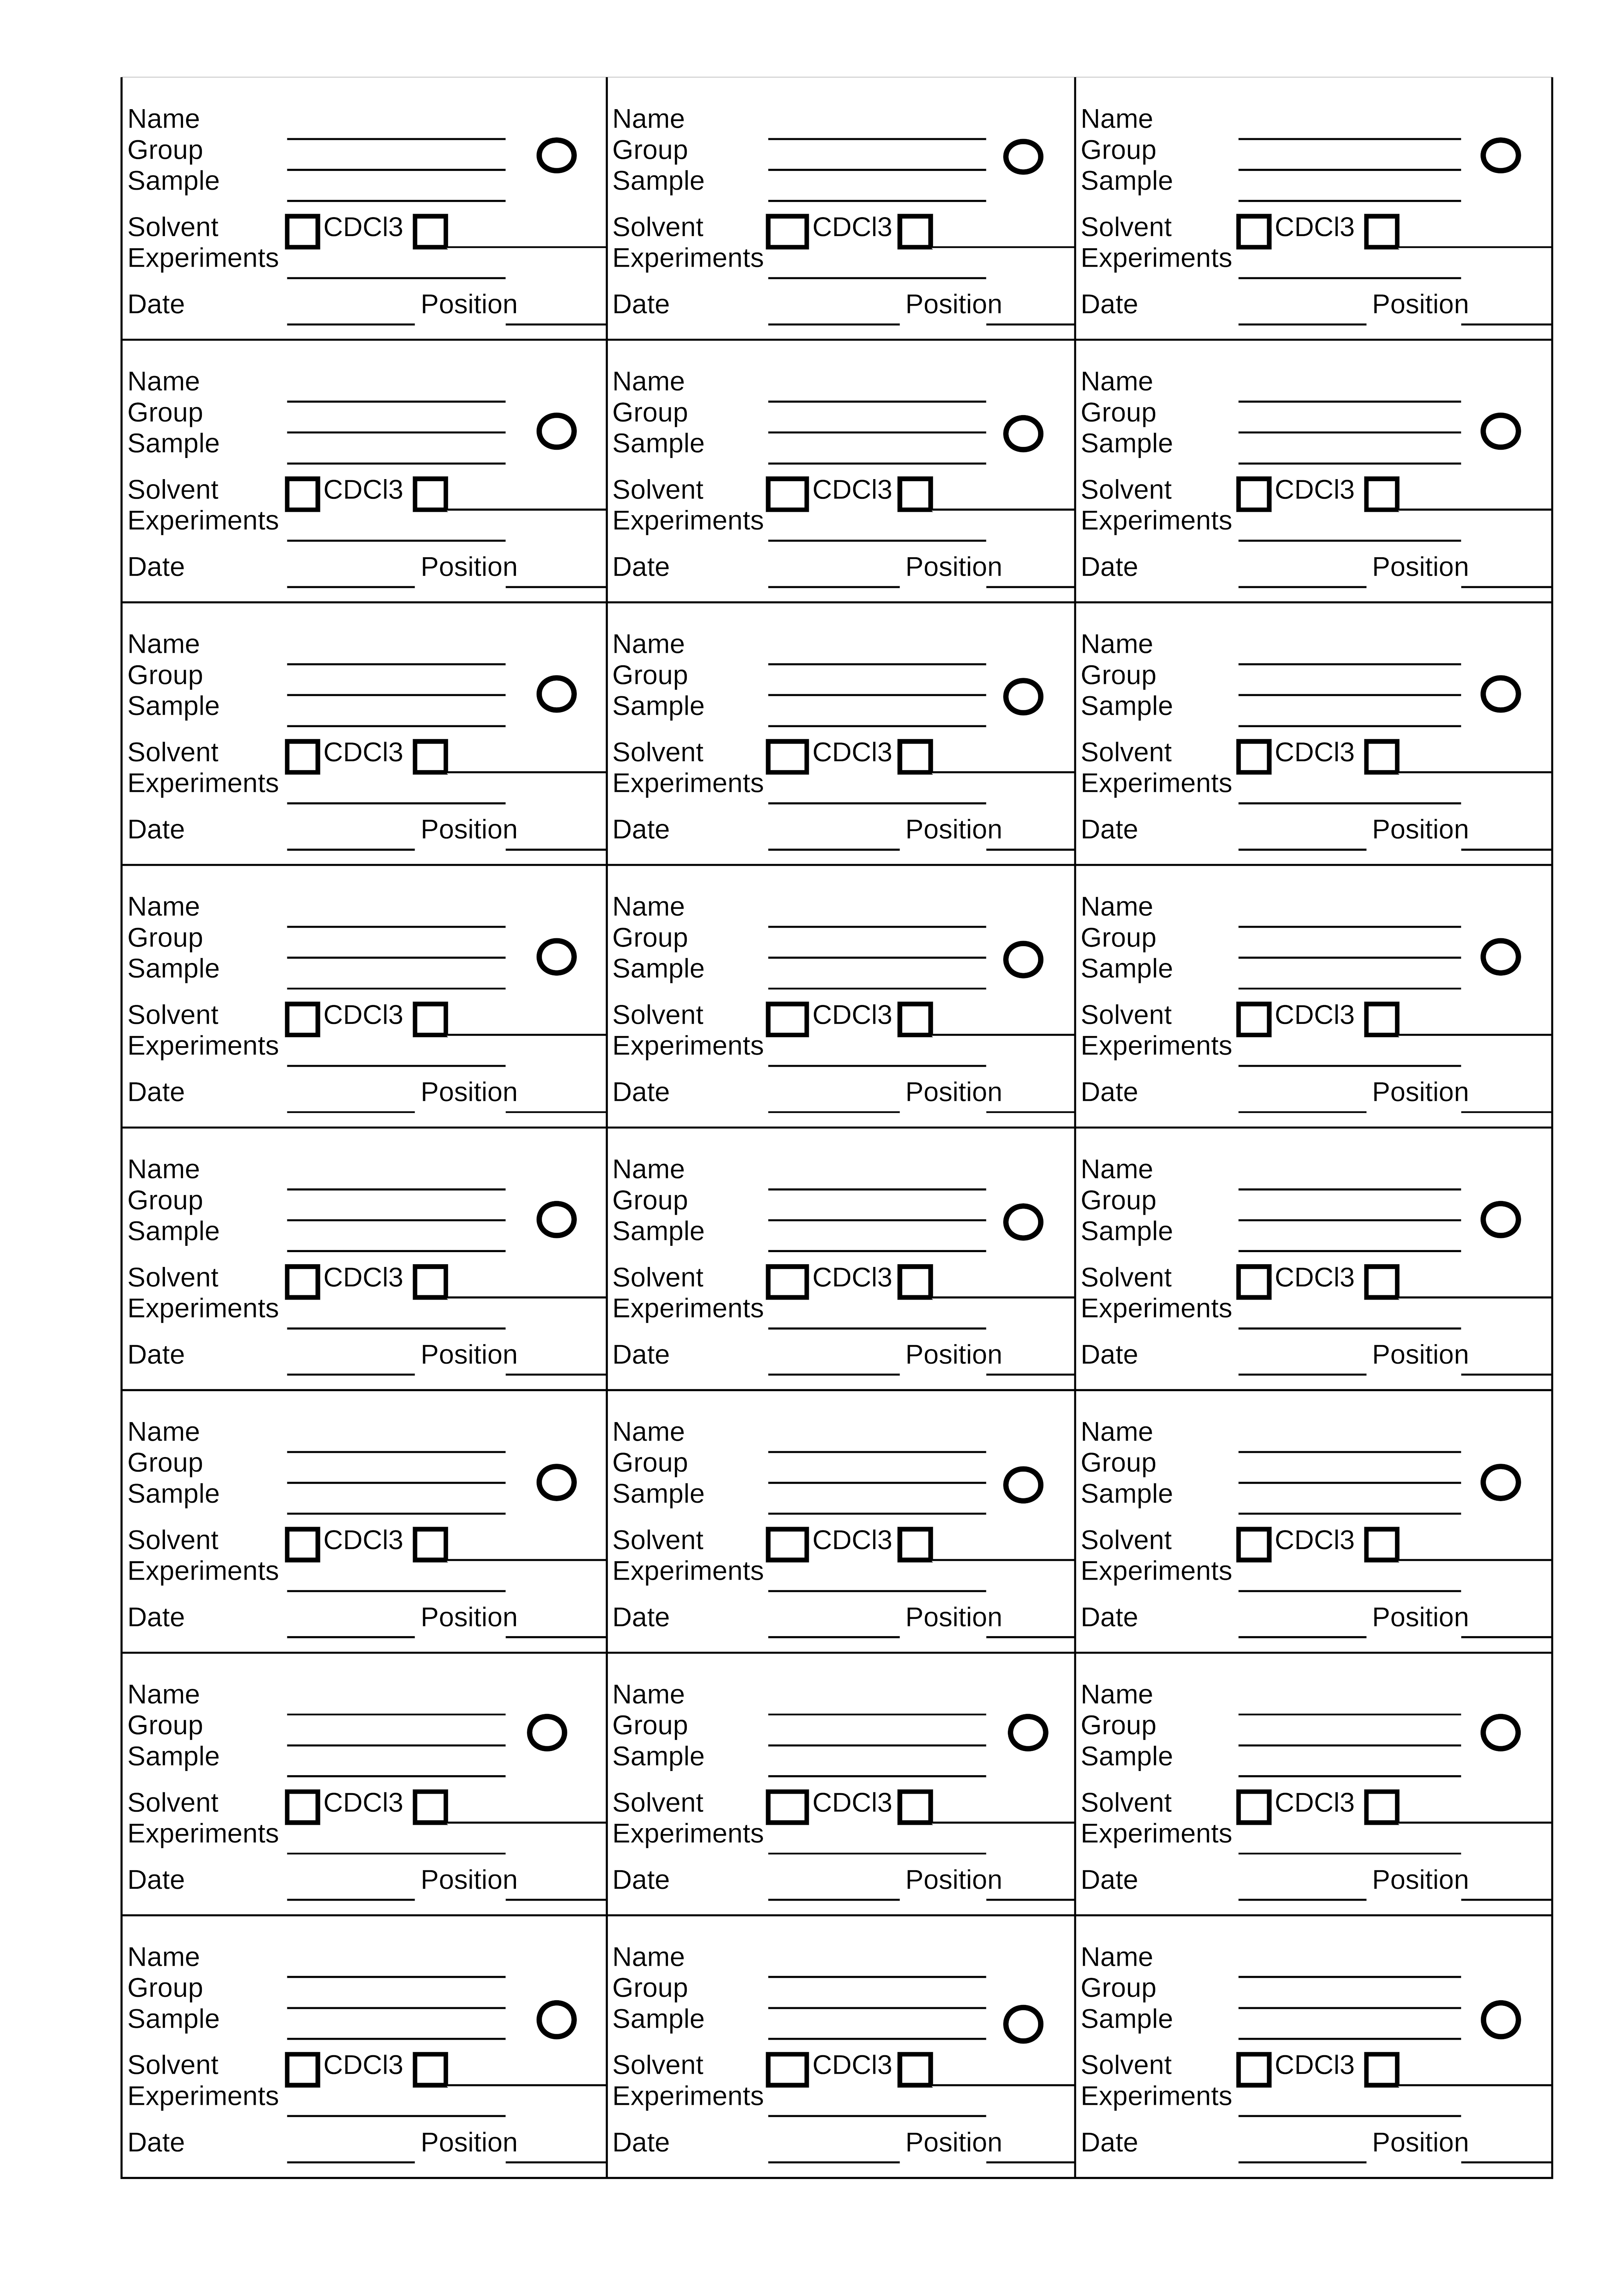 Name Name Name
Group Group Group
Sample Sample Sample
Solvent CDCl3 Solvent CDCl3 Solvent CDCl3
Experiments Experiments Experiments
Date Position Date Position Date Position
Name Name Name
Group Group Group
Sample Sample Sample
Solvent CDCl3 Solvent CDCl3 Solvent CDCl3
Experiments Experiments Experiments
Date Position Date Position Date Position
Name Name Name
Group Group Group
Sample Sample Sample
Solvent CDCl3 Solvent CDCl3 Solvent CDCl3
Experiments Experiments Experiments
Date Position Date Position Date Position
Name Name Name
Group Group Group
Sample Sample Sample
Solvent CDCl3 Solvent CDCl3 Solvent CDCl3
Experiments Experiments Experiments
Date Position Date Position Date Position
Name Name Name
Group Group Group
Sample Sample Sample
Solvent CDCl3 Solvent CDCl3 Solvent CDCl3
Experiments Experiments Experiments
Date Position Date Position Date Position
Name Name Name
Group Group Group
Sample Sample Sample
Solvent CDCl3 Solvent CDCl3 Solvent CDCl3
Experiments Experiments Experiments
Date Position Date Position Date Position
Name Name Name
Group Group Group
Sample Sample Sample
Solvent CDCl3 Solvent CDCl3 Solvent CDCl3
Experiments Experiments Experiments
Date Position Date Position Date Position
Name Name Name
Group Group Group
Sample Sample Sample
Solvent CDCl3 Solvent CDCl3 Solvent CDCl3
Experiments Experiments Experiments
Date Position Date Position Date Position